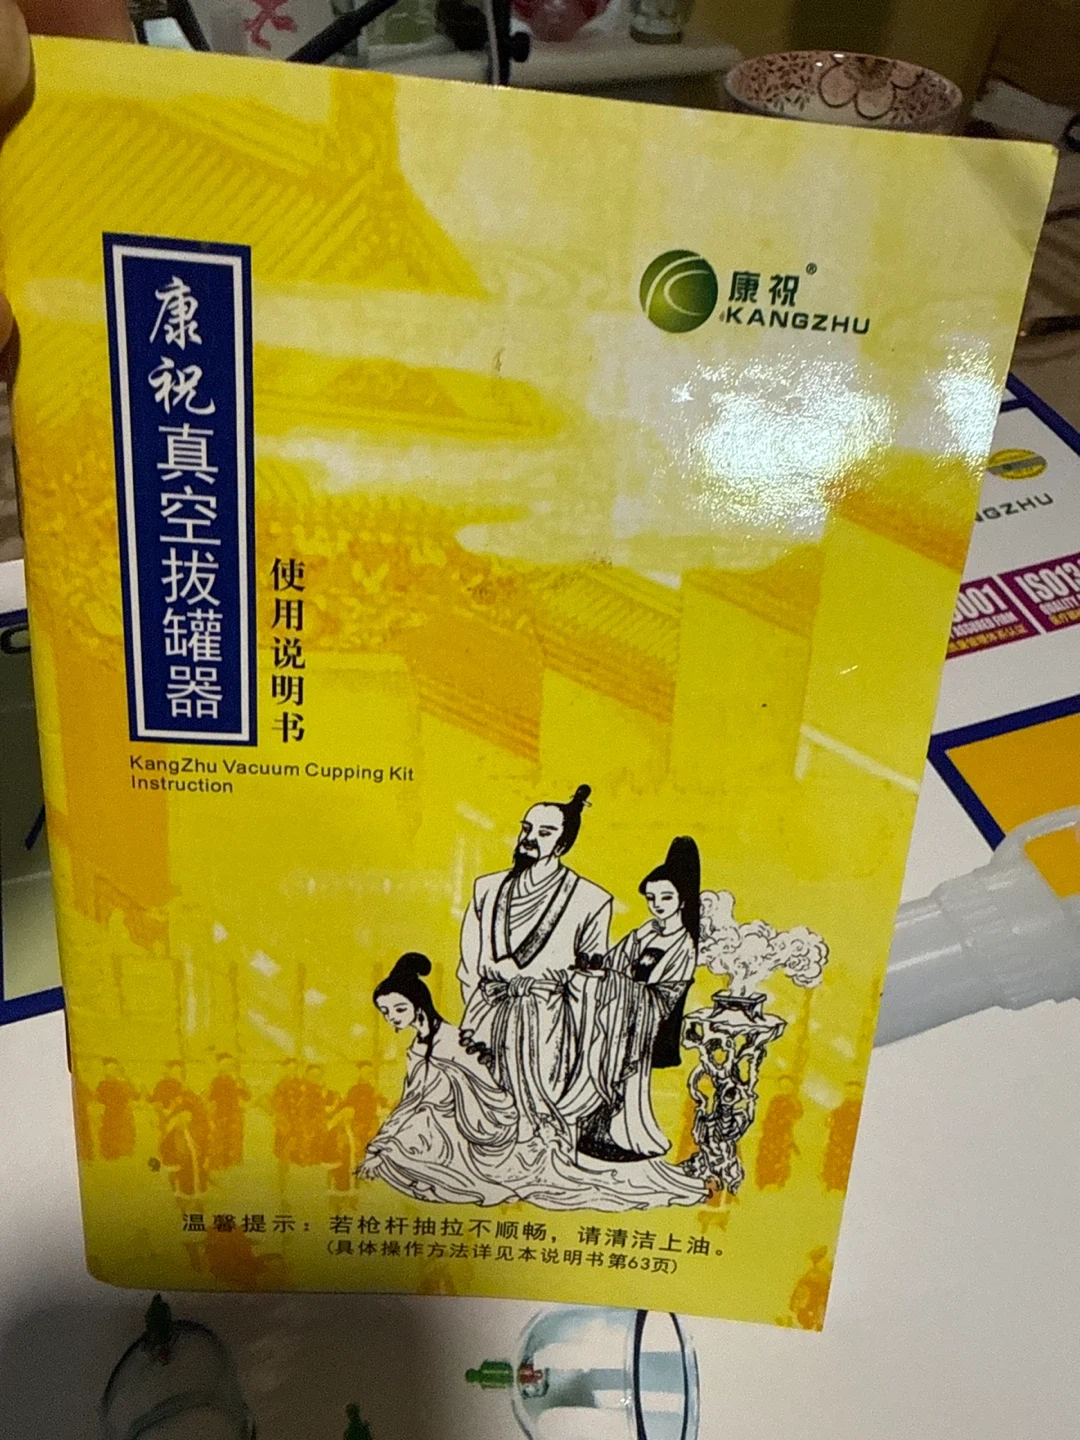 康祝®
KANGZHU
康祝真空拔罐器
使用说明书
KangZhu Vacuum Cupping Kit
Instruction
温馨提示：若枪杆抽拉不顺畅，请清洁上油。
(具体操作方法详见本说明书第63页)
NGZHU